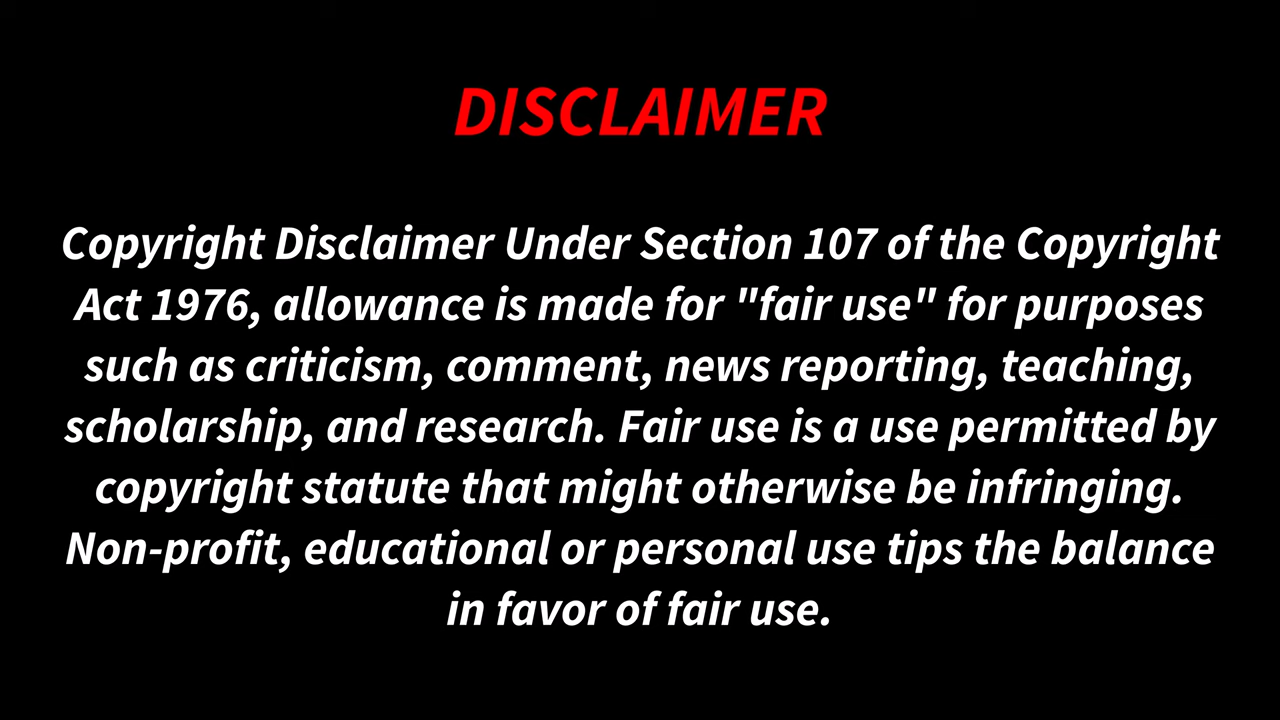 DISCLAIMER
Copyright Disclaimer Under Section 107 of the Copyright
Act 1976, allowance is made for "fair use" for purposes
such as criticism, comment, news reporting, teaching,
scholarship, and research. Fair use is a use permitted by
copyright statute that might otherwise be infringing.
Non-profit, educational or personal use tips the balance
in favor of fair use.